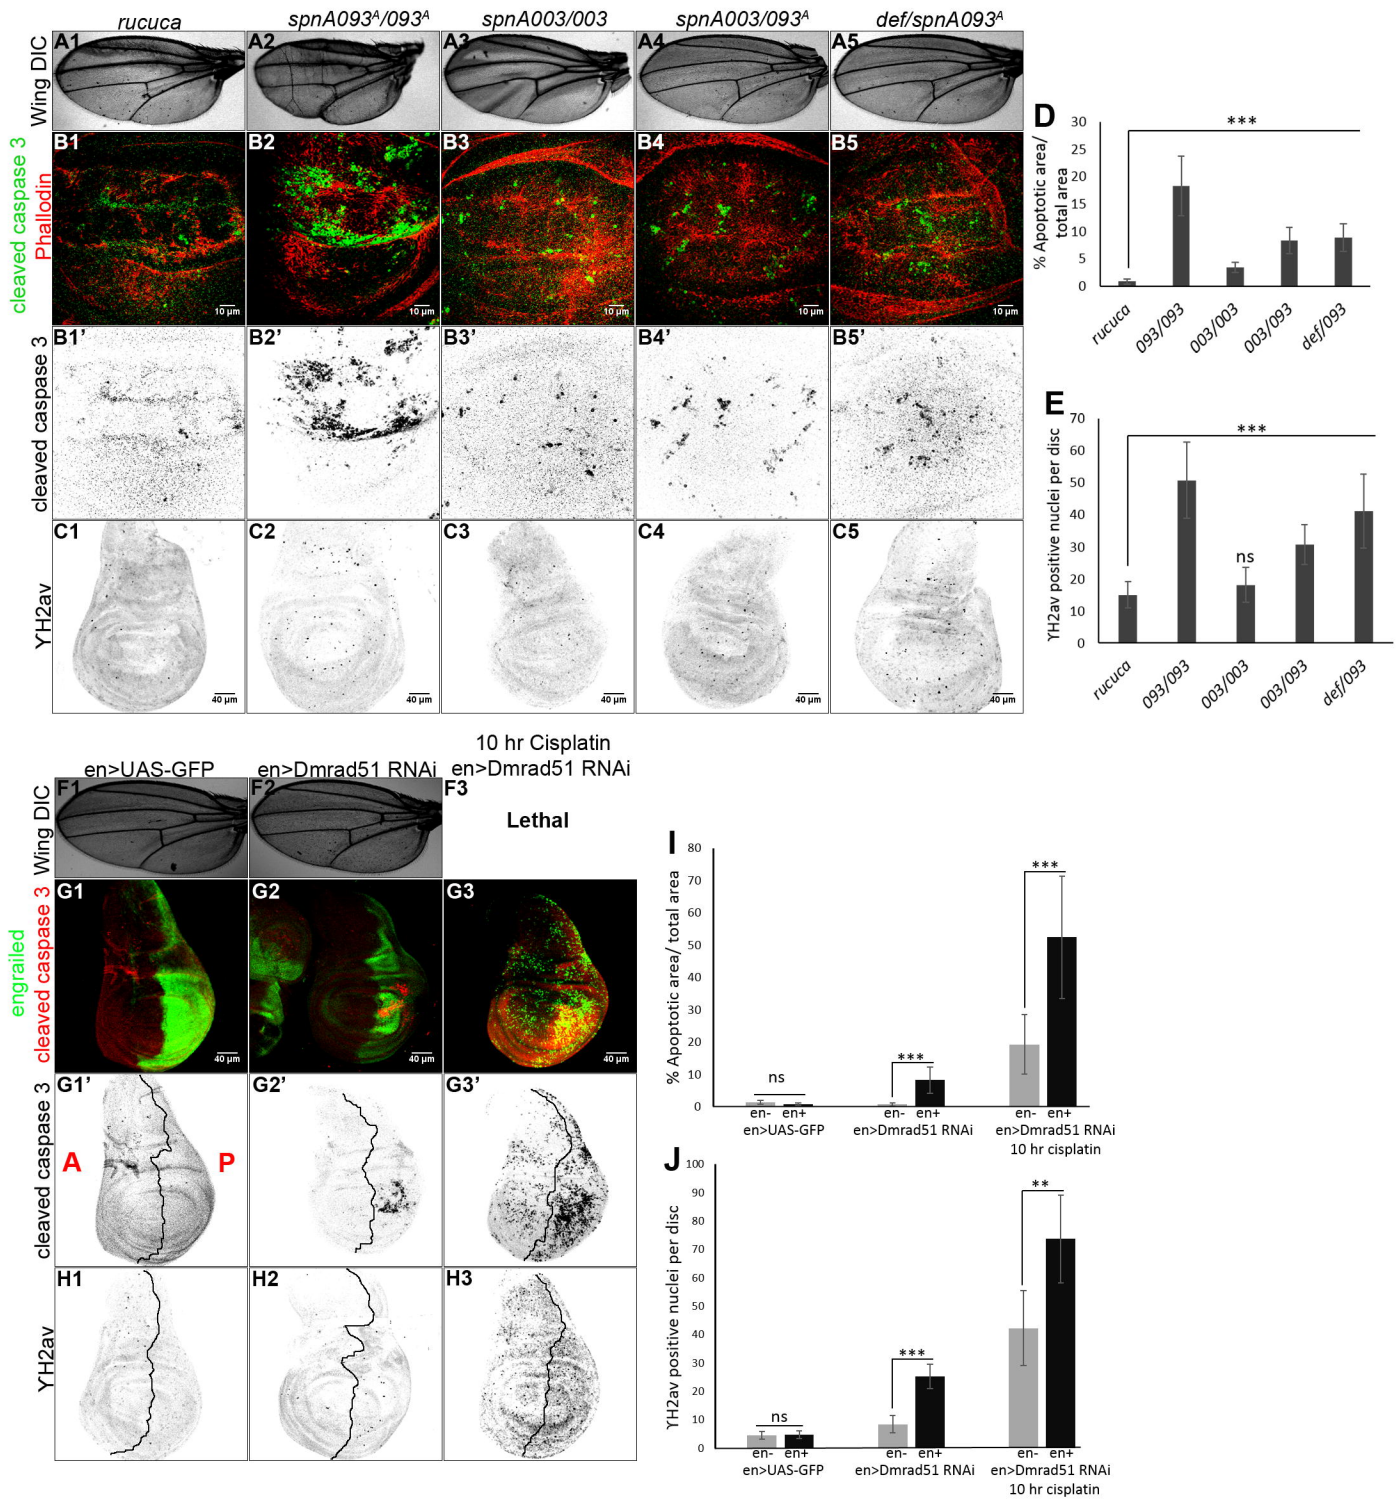 rucuca spnA093ᴬ/093ᴬ spnA003/003 spnA003/093ᴬ def/spnA093ᴬ
Wing DIC
A1 A2 A3 A4 A5
cleaved caspase 3
Phallodin
B1 B2 B3 B4 B5
10 µm 10 µm 10 µm 10 µm 10 µm
cleaved caspase 3
B1’ B2’ B3’ B4’ B5’
YH2av
C1 C2 C3 C4 C5
40 µm 40 µm 40 µm 40 µm 40 µm
D
% Apoptotic area/
total area
30
25
20
15
10
5
0
***
rucuca 093/093 003/003 003/093 def/093
E
YH2av positive nuclei per disc
70
60
50
40
30
20
10
0
***
ns
rucuca 093/093 003/003 003/093 def/093
10 hr Cisplatin
en>UAS-GFP en>Dmrad51 RNAi en>Dmrad51 RNAi
Wing DIC
F1 F2 F3
Lethal
engrailed
cleaved caspase 3
G1 G2 G3
40 µm 40 µm 40 µm
cleaved caspase 3
G1’ G2’ G3’
A P
YH2av
H1 H2 H3
I
% Apoptotic area/ total area
80
70
60
50
40
30
20
10
0
ns *** ***
en- en+ en- en+ en- en+
en>UAS-GFP en>Dmrad51 RNAi en>Dmrad51 RNAi
10 hr cisplatin
J
YH2av positive nuclei per disc
100
90
80
70
60
50
40
30
20
10
0
ns *** **
en- en+ en- en+ en- en+
en>UAS-GFP en>Dmrad51 RNAi en>Dmrad51 RNAi
10 hr cisplatin